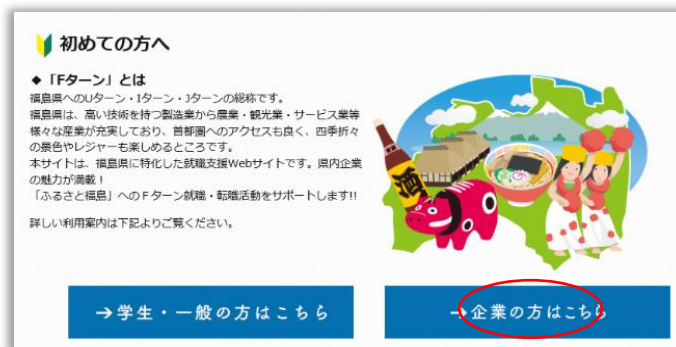 初めての方へ
◆「Fターン」とは
福島県へのUターン・Iターン・Jターンの総称です。
福島県は、高い技術を持つ製造業から農業・観光業・サービス業等
様々な産業が充実しており、首都圏へのアクセスも良く、四季折々
の景色やレジャーも楽しめるところです。
本サイトは、福島県に特化した就職支援Webサイトです。県内企業
の魅力が満載！
「ふるさと福島」へのＦターン就職・転職活動をサポートします!!
詳しい利用案内は下記よりご覧ください。
酒
→学生・一般の方はこちら
→企業の方はこちら